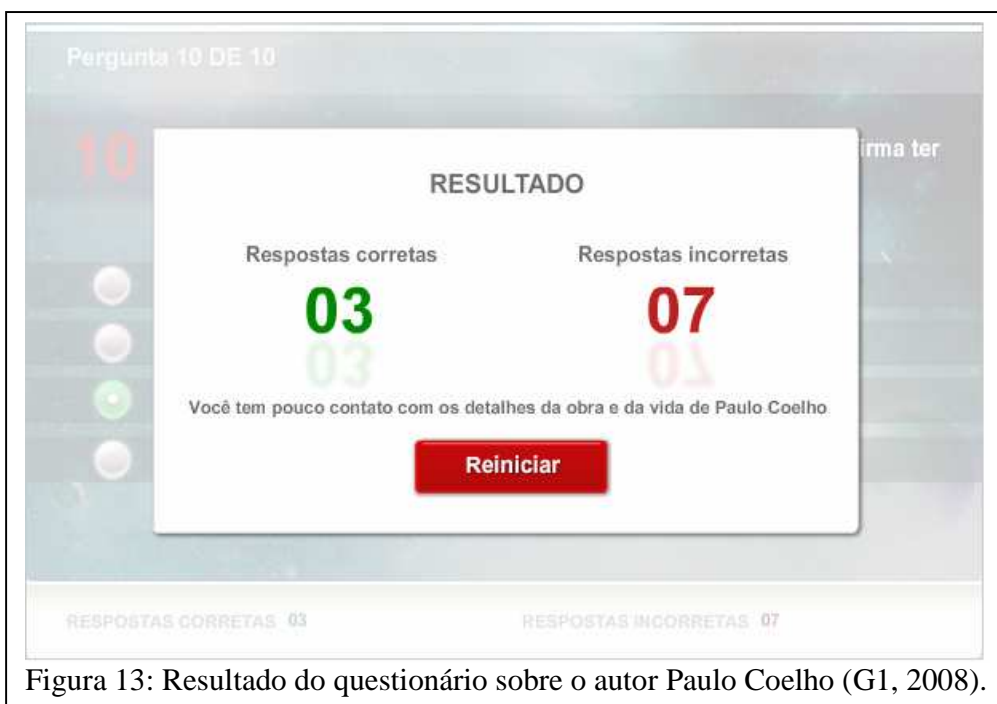 Pergunta 10 DE 10
10
irma ter
RESULTADO
Respostas corretas
Respostas incorretas
03
07
Você tem pouco contato com os detalhes da obra e da vida de Paulo Coelho
Reiniciar
RESPOSTAS CORRETAS 03
RESPOSTAS INCORRETAS 07
Figura 13: Resultado do questionário sobre o autor Paulo Coelho (G1, 2008).